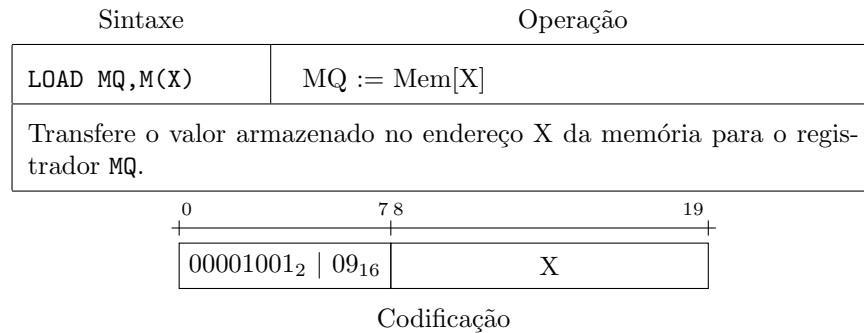 Sintaxe Operação
LOAD MQ,M(X) MQ := Mem[X]
Transfere o valor armazenado no endereço X da memória para o regis-
trador MQ.
0 7 8 19
00001001₂ | 09₁₆ X
Codificação